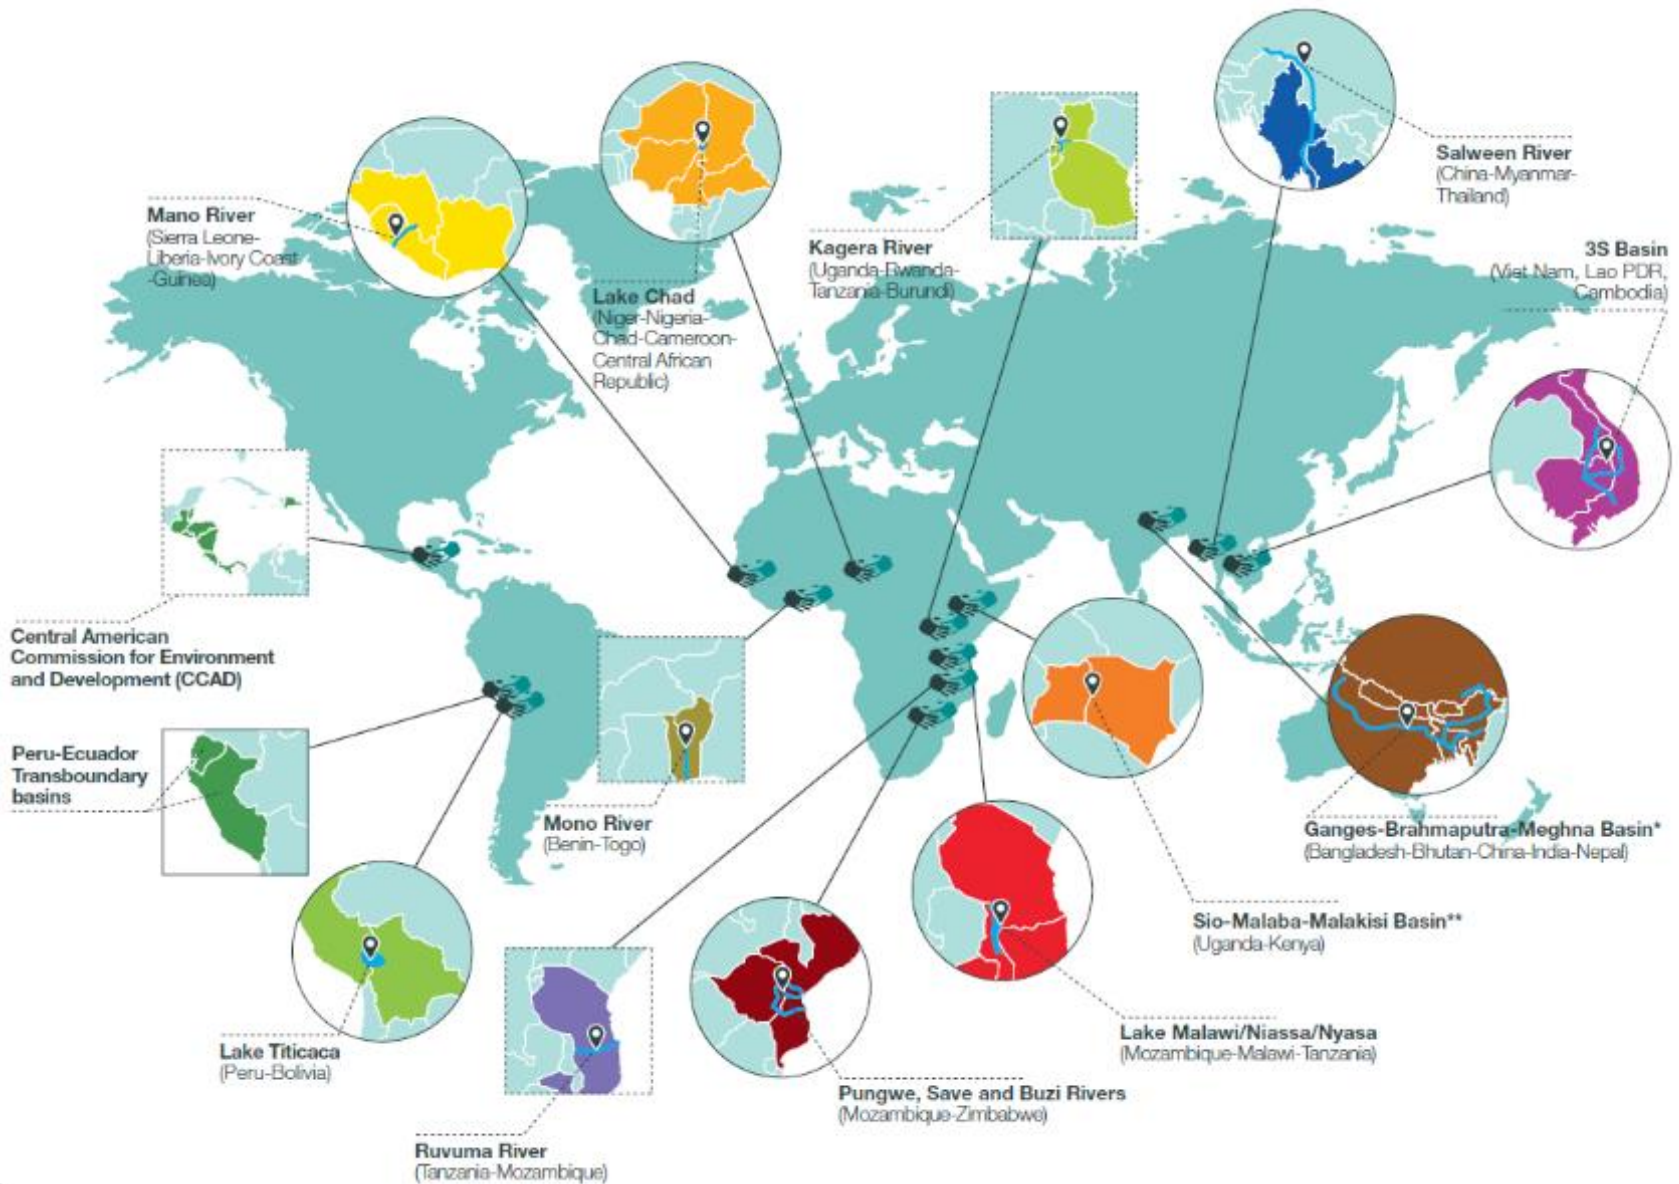 Salween River
(China-Myanmar-
Thailand)
Mano River
(Sierra Leone-
Liberia-Ivory Coast
-Guinea)
Kagera River
(Uganda-Rwanda-
Tanzania-Burundi)
3S Basin
(Viet Nam, Lao PDR,
Cambodia)
Lake Chad
(Niger-Nigeria-
Chad-Cameroon-
Central African
Republic)
Central American
Commission for Environment
and Development (CCAD)
Peru-Ecuador
Transboundary
basins
Mono River
(Benin-Togo)
Ganges-Brahmaputra-Meghna Basin*
(Bangladesh-Bhutan-China-India-Nepal)
Sio-Malaba-Malakisi Basin**
(Uganda-Kenya)
Lake Titicaca
(Peru-Bolivia)
Lake Malawi/Niassa/Nyasa
(Mozambique-Malawi-Tanzania)
Pungwe, Save and Buzi Rivers
(Mozambique-Zimbabwe)
Ruvuma River
(Tanzania-Mozambique)